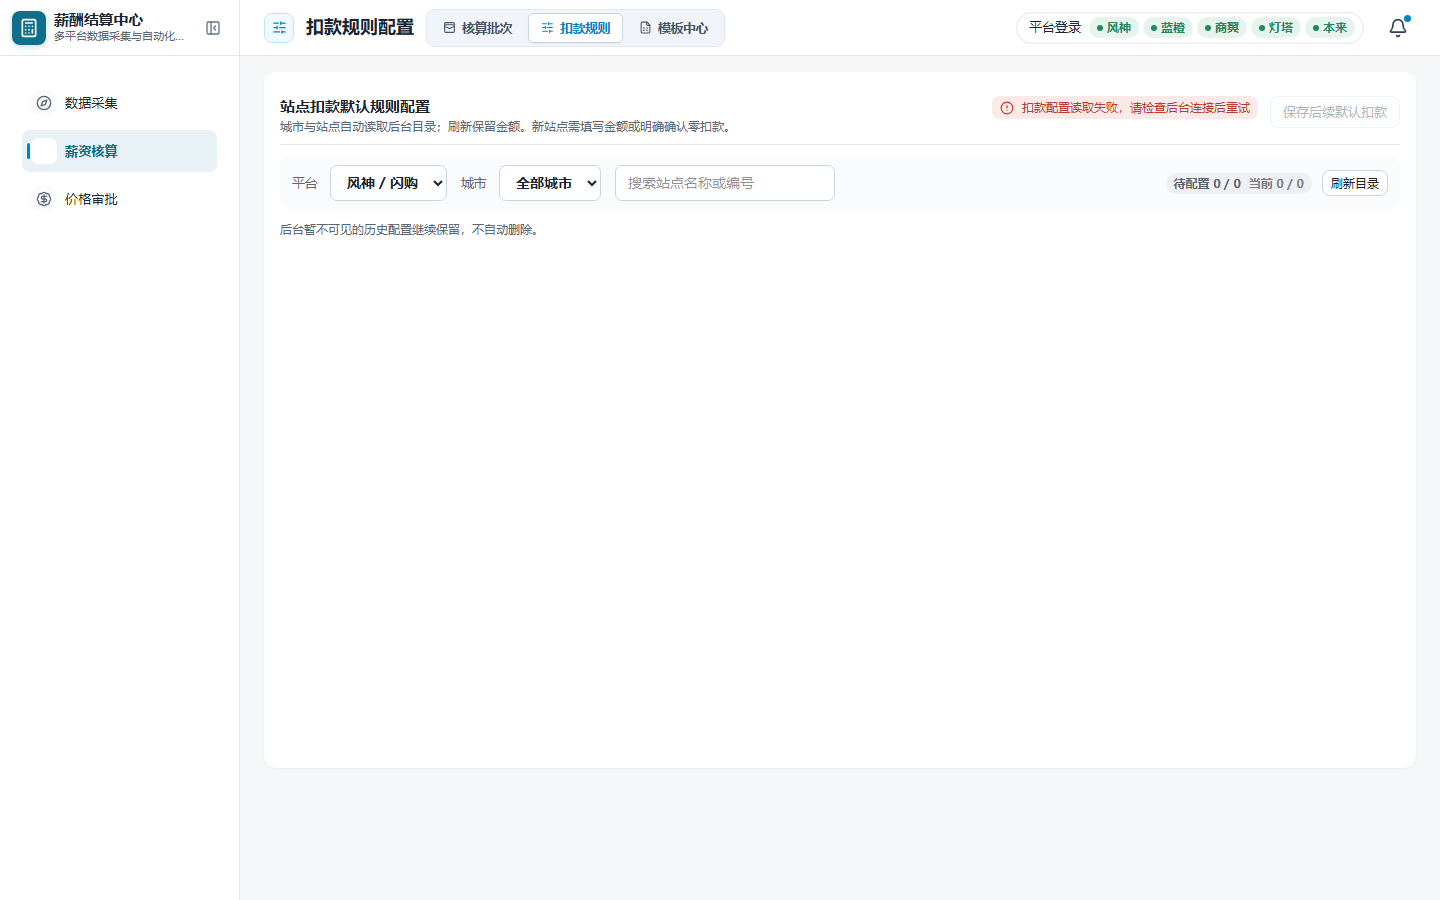 薪酬结算中心
多平台数据采集与自动化...
数据采集
薪资核算
价格审批
扣款规则配置
核算批次
扣款规则
模板中心
平台登录
风神
蓝橙
商翼
灯塔
本来
站点扣款默认规则配置
城市与站点自动读取后台目录；刷新保留金额。新站点需填写金额或明确确认零扣款。
扣款配置读取失败，请检查后台连接后重试
保存后续默认扣款
平台
风神 / 闪购
城市
全部城市
搜索站点名称或编号
待配置 0 / 0 当前 0 / 0
刷新目录
后台暂不可见的历史配置继续保留，不自动删除。